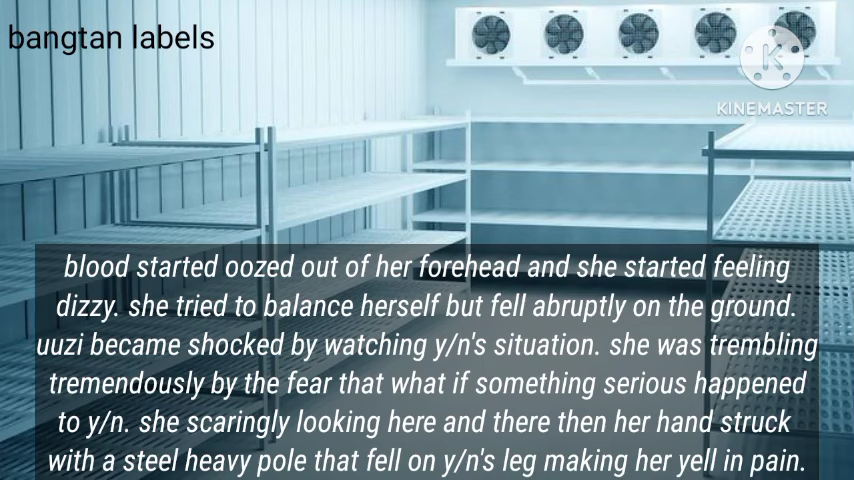 bangtan labels
KINEMASTER
blood started oozed out of her forehead and she started feeling
dizzy. she tried to balance herself but fell abruptly on the ground.
uuzi became shocked by watching y/n's situation. she was trembling
tremendously by the fear that what if something serious happened
to y/n. she scaringly looking here and there then her hand struck
with a steel heavy pole that fell on y/n's leg making her yell in pain.